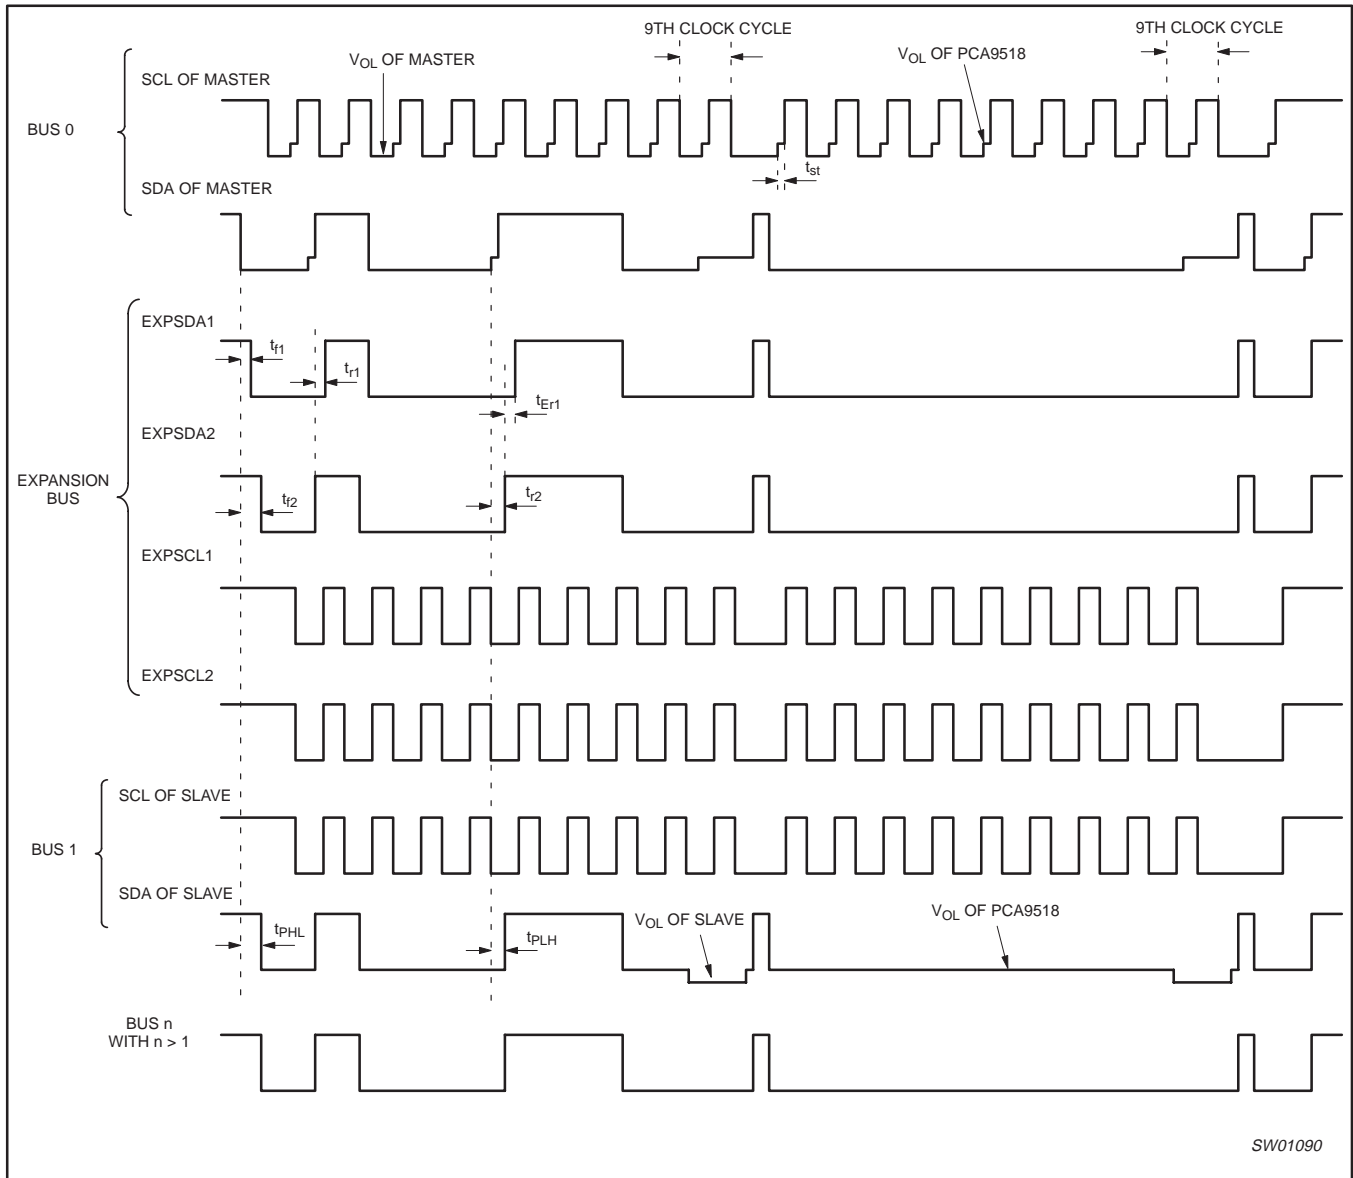 9TH CLOCK CYCLE
9TH CLOCK CYCLE
VOL OF MASTER
VOL OF PCA9518
SCL OF MASTER
BUS 0
tst
SDA OF MASTER
EXPSDA1
tf1
tr1
tEr1
EXPSDA2
EXPANSION
BUS
tf2
tr2
EXPSCL1
EXPSCL2
SCL OF SLAVE
BUS 1
SDA OF SLAVE
tPHL
tPLH
VOL OF SLAVE
VOL OF PCA9518
BUS n
WITH n > 1
SW01090